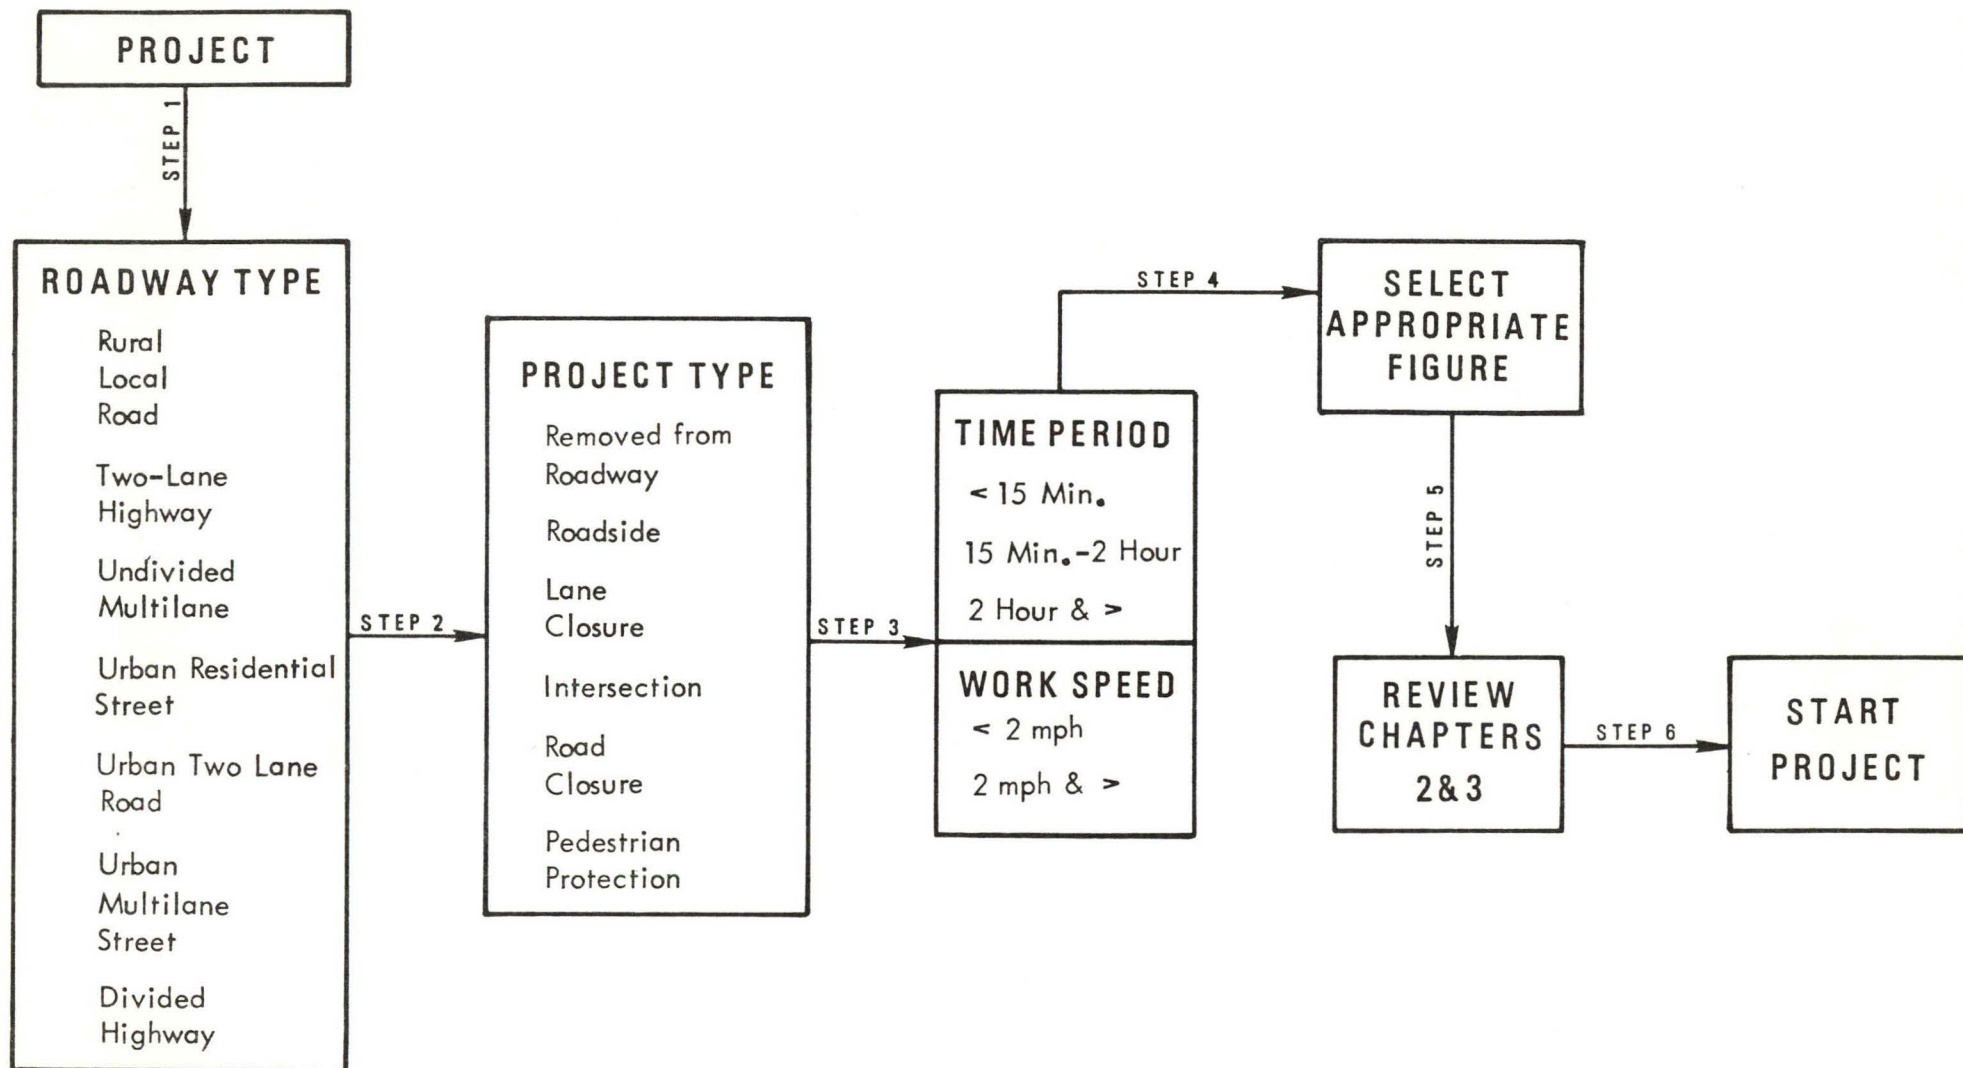 PROJECT
STEP 1
ROADWAY TYPE
Rural
Local
Road
Two-Lane
Highway
Undivided
Multilane
Urban Residential
Street
Urban Two Lane
Road
Urban
Multilane
Street
Divided
Highway
STEP 2
PROJECT TYPE
Removed from
Roadway
Roadside
Lane
Closure
Intersection
Road
Closure
Pedestrian
Protection
STEP 3
TIME PERIOD
< 15 Min.
15 Min.-2 Hour
2 Hour & >
WORK SPEED
< 2 mph
2 mph & >
STEP 4
SELECT
APPROPRIATE
FIGURE
STEP 5
REVIEW
CHAPTERS
2&3
STEP 6
START
PROJECT